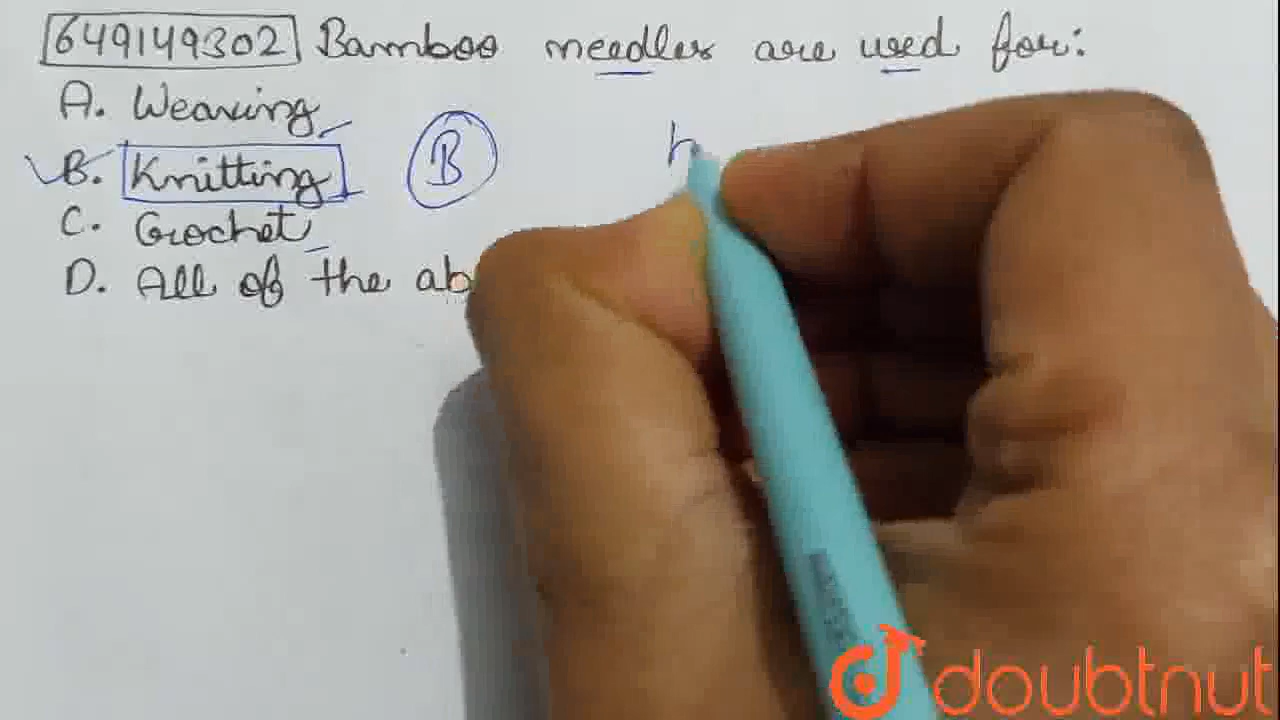 649149302 Bamboo needles are used for:
A. Weaving
B. Knitting B
C. Crochet
D. All of the ab
doubtnut